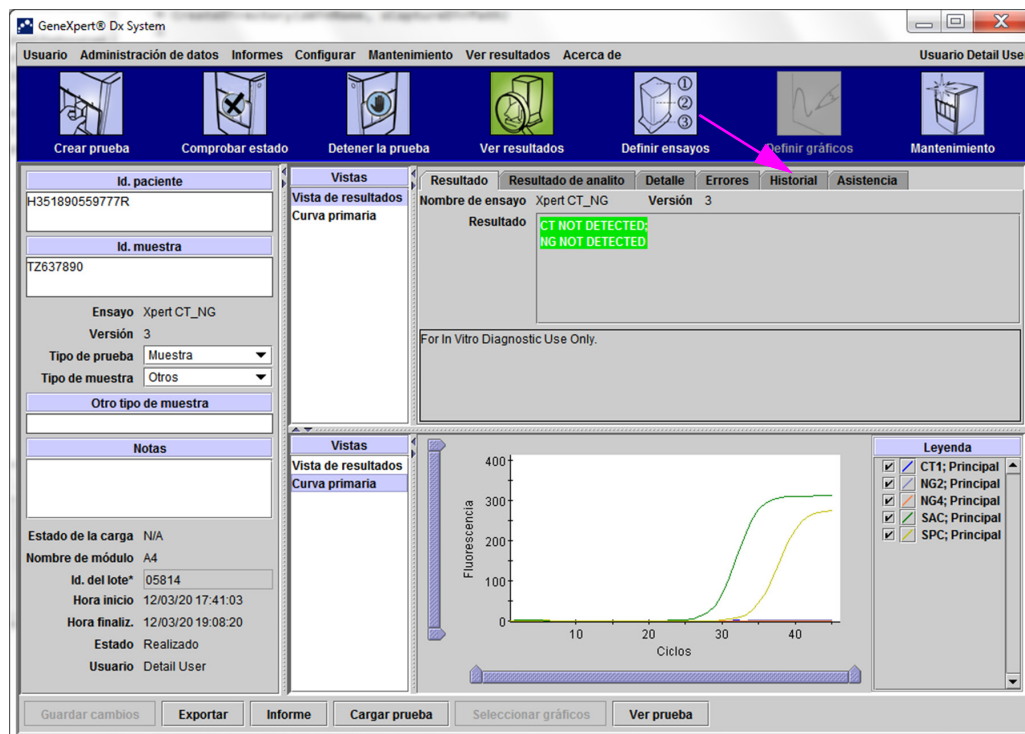 GeneXpert® Dx System
Usuario Administración de datos Informes Configurar Mantenimiento Ver resultados Acerca de Usuario Detail User
Crear prueba Comprobar estado Detener la prueba Ver resultados Definir ensayos Definir gráficos Mantenimiento
Id. paciente
H351890559777R
Id. muestra
TZ637890
Ensayo Xpert CT_NG
Versión 3
Tipo de prueba Muestra
Tipo de muestra Otros
Otro tipo de muestra
Notas
Estado de la carga N/A
Nombre de módulo A4
Id. del lote* 05814
Hora inicio 12/03/20 17:41:03
Hora finaliz. 12/03/20 19:08:20
Estado Realizado
Usuario Detail User
Vistas
Vista de resultados
Curva primaria
Resultado Resultado de analito Detalle Errores Historial Asistencia
Nombre de ensayo Xpert CT_NG Versión 3
Resultado CT NOT DETECTED;
NG NOT DETECTED
For In Vitro Diagnostic Use Only.
Vistas
Vista de resultados
Curva primaria
Fluorescencia
400
300
200
100
0
10 20 30 40
Ciclos
Leyenda
CT1; Principal
NG2; Principal
NG4; Principal
SAC; Principal
SPC; Principal
Guardar cambios Exportar Informe Cargar prueba Seleccionar gráficos Ver prueba